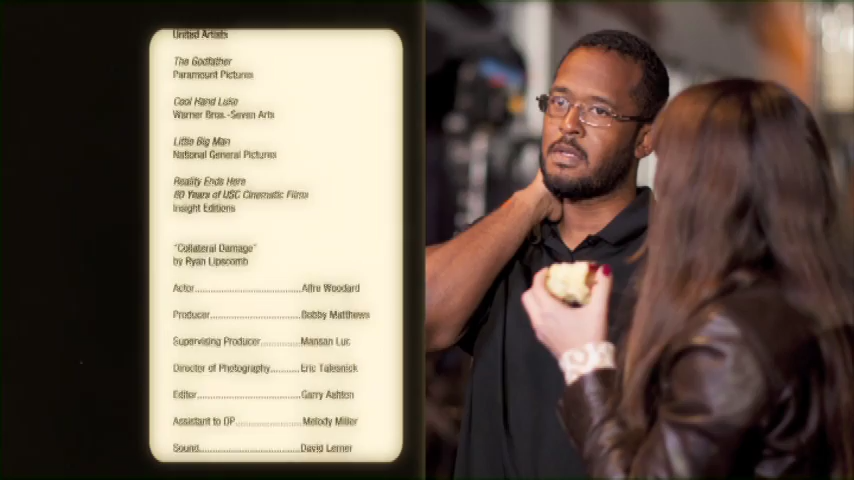 United Artists
The Godfather
Paramount Pictures
Cool Hand Luke
Warner Bros.-Seven Arts
Little Big Man
National General Pictures
Reality Ends Here
80 Years of USC Cinematic Films
Insight Editions
"Collateral Damage"
by Ryan Lipscomb
Actor..............................Alfre Woodard
Producer..............................Bobby Matthews
Supervising Producer............Mansan Luc
Director of Photography.........Eric Talesnick
Editor..............................Garry Ashton
Assistant to DP....................Melody Miller
Sound..............................David Lerner